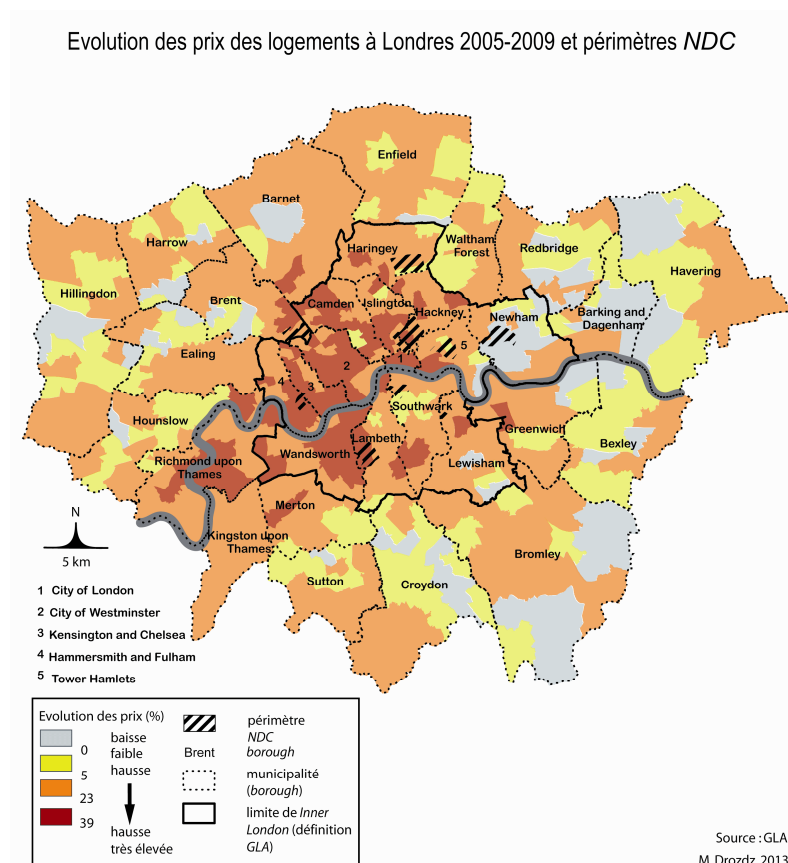 Evolution des prix des logements à Londres 2005-2009 et périmètres NDC
Enfield
Barnet
Haringey
Waltham
Forest
Redbridge
Harrow
Havering
Hillingdon
Brent
Camden
Islington
Hackney
Newham
Barking and
Dagenham
Ealing
1
2
3
4
5
Hounslow
Southwark
Richmond upon
Thames
Wandsworth
Lambeth
Lewisham
Greenwich
Bexley
Merton
Kingston upon
Thames
Bromley
Sutton
Croydon
N
5 km
1 City of London
2 City of Westminster
3 Kensington and Chelsea
4 Hammersmith and Fulham
5 Tower Hamlets
Evolution des prix (%)
0
5
23
39
baisse
faible
hausse
hausse
très élevée
périmètre
NDC
Brent borough
municipalité
(borough)
limite de Inner
London (définition
GLA)
Source : GLA
M. Drozdz, 2013